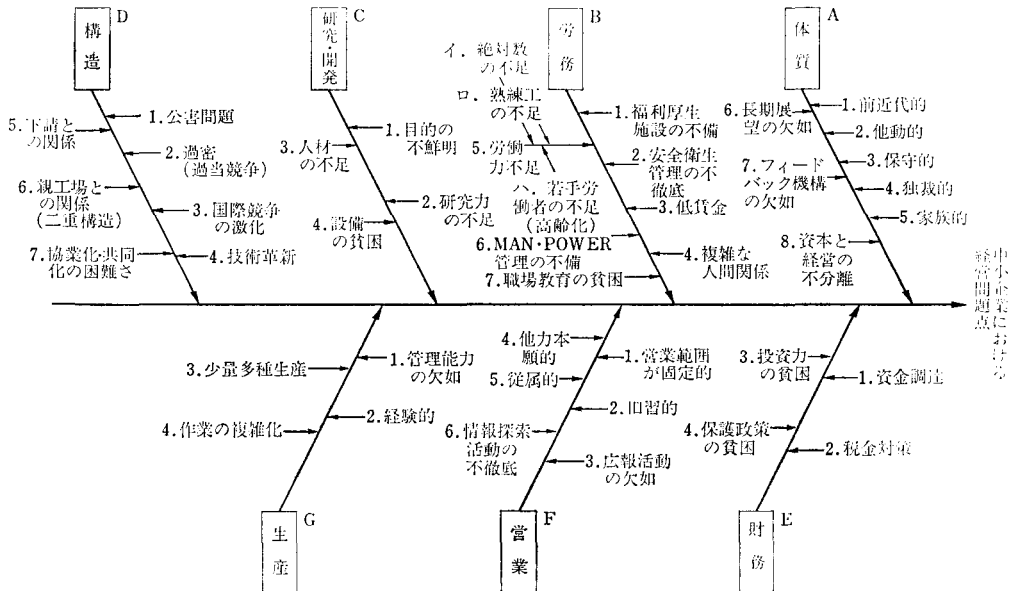 D
構造
C
研究・開発
B
労務
A
体質
1.公害問題
5.下請と
の関係
2.過密
(過当競争)
6.親工場と
の関係
(二重構造)
3.国際競争
の激化
7.協業化・共同
化の困難さ
4.技術革新
1.目的の
不鮮明
3.人材
の不足
2.研究力
の不足
4.設備
の貧困
イ.絶対数
の不足
ロ.熟練工
の不足
5.労働
力不足
ハ.若手労
働者の不足
(高齢化)
6.MAN・POWER
管理の不備
7.職場教育の貧困
1.福利厚生
施設の不備
2.安全衛生
管理の不
徹底
3.低賃金
4.複雑な
人間関係
6.長期展
望の欠如
7.フィード
バック機構
の欠如
8.資本と
経営の
不分離
1.前近代的
2.他動的
3.保守的
4.独裁的
5.家族的
中小企業における
経営問題点
3.少量多種生産
4.作業の複雑化
1.管理能力
の欠如
2.経験的
G
生産
4.他力本
願的
5.従属的
6.情報探索
活動の
不徹底
1.営業範囲
が固定的
2.旧習的
3.広報活動
の欠如
F
営業
3.投資力
の貧困
4.保護政策
の貧困
1.資金調達
2.税金対策
E
財務